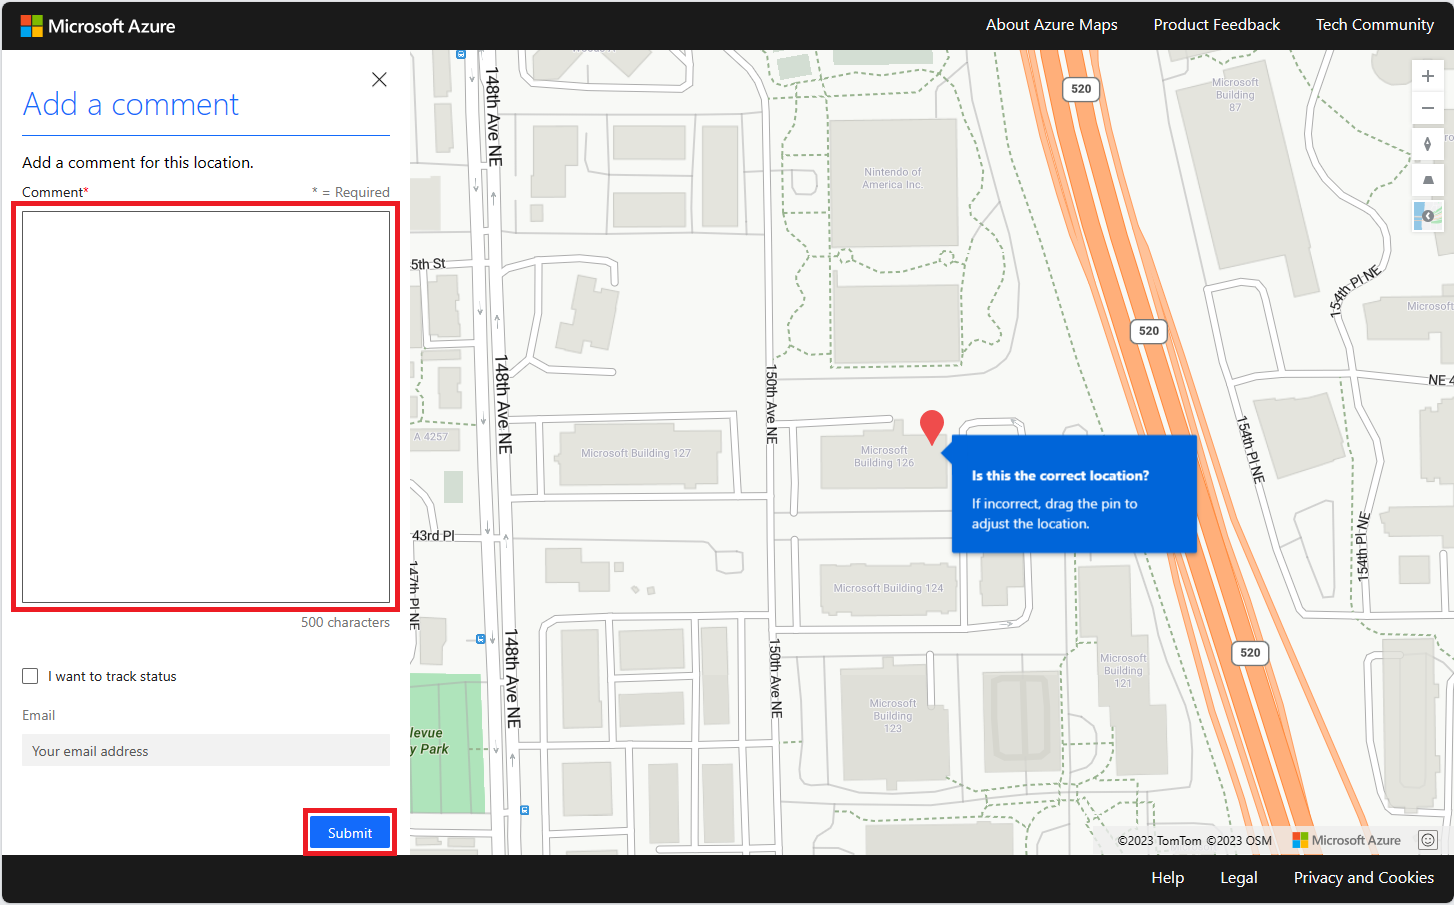 Microsoft Azure
About Azure Maps
Product Feedback
Tech Community
Add a comment
Add a comment for this location.
Comment*
* = Required
500 characters
I want to track status
Email
Your email address
Submit
148th Ave NE
520
Microsoft
Building
87
Nintendo of
America Inc.
5th St
154th Pl NE
Microsoft
520
148th Ave NE
150th Ave NE
NE 4
A 4257
Microsoft Building 127
Microsoft
Building 126
154th Pl NE
Is this the correct location?
If incorrect, drag the pin to
adjust the location.
43rd Pl
147th Pl NE
154th Pl NE
Microsoft Building 124
148th Ave NE
150th Ave NE
520
Microsoft
Building
121
Microsoft
Building
123
llevue
y Park
©2023 TomTom ©2023 OSM
Microsoft Azure
Help
Legal
Privacy and Cookies